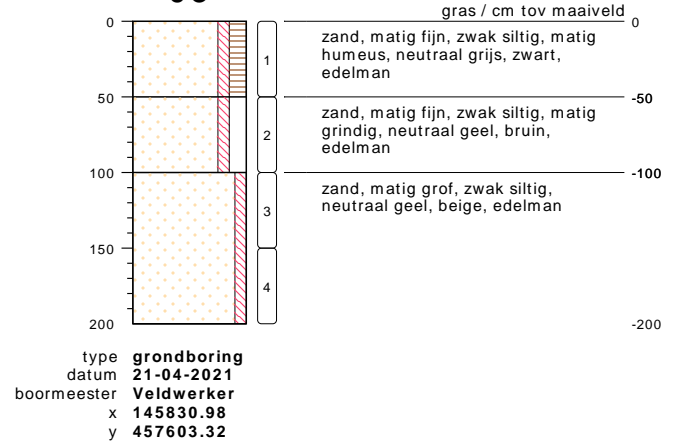 gras / cm tov maaiveld
0 0
zand, matig fijn, zwak siltig, matig
humeus, neutraal grijs, zwart,
edelman
1
50 -50
zand, matig fijn, zwak siltig, matig
grindig, neutraal geel, bruin,
edelman
2
100 -100
zand, matig grof, zwak siltig,
neutraal geel, beige, edelman
3
150
4
200 -200
type grondboring
datum 21-04-2021
boormeester Veldwerker
x 145830.98
y 457603.32